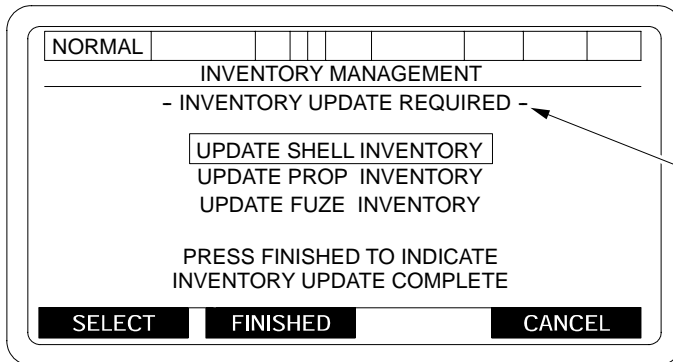 NORMAL
INVENTORY MANAGEMENT
- INVENTORY UPDATE REQUIRED -
UPDATE SHELL INVENTORY
UPDATE PROP INVENTORY
UPDATE FUZE INVENTORY
PRESS FINISHED TO INDICATE
INVENTORY UPDATE COMPLETE
SELECT FINISHED CANCEL